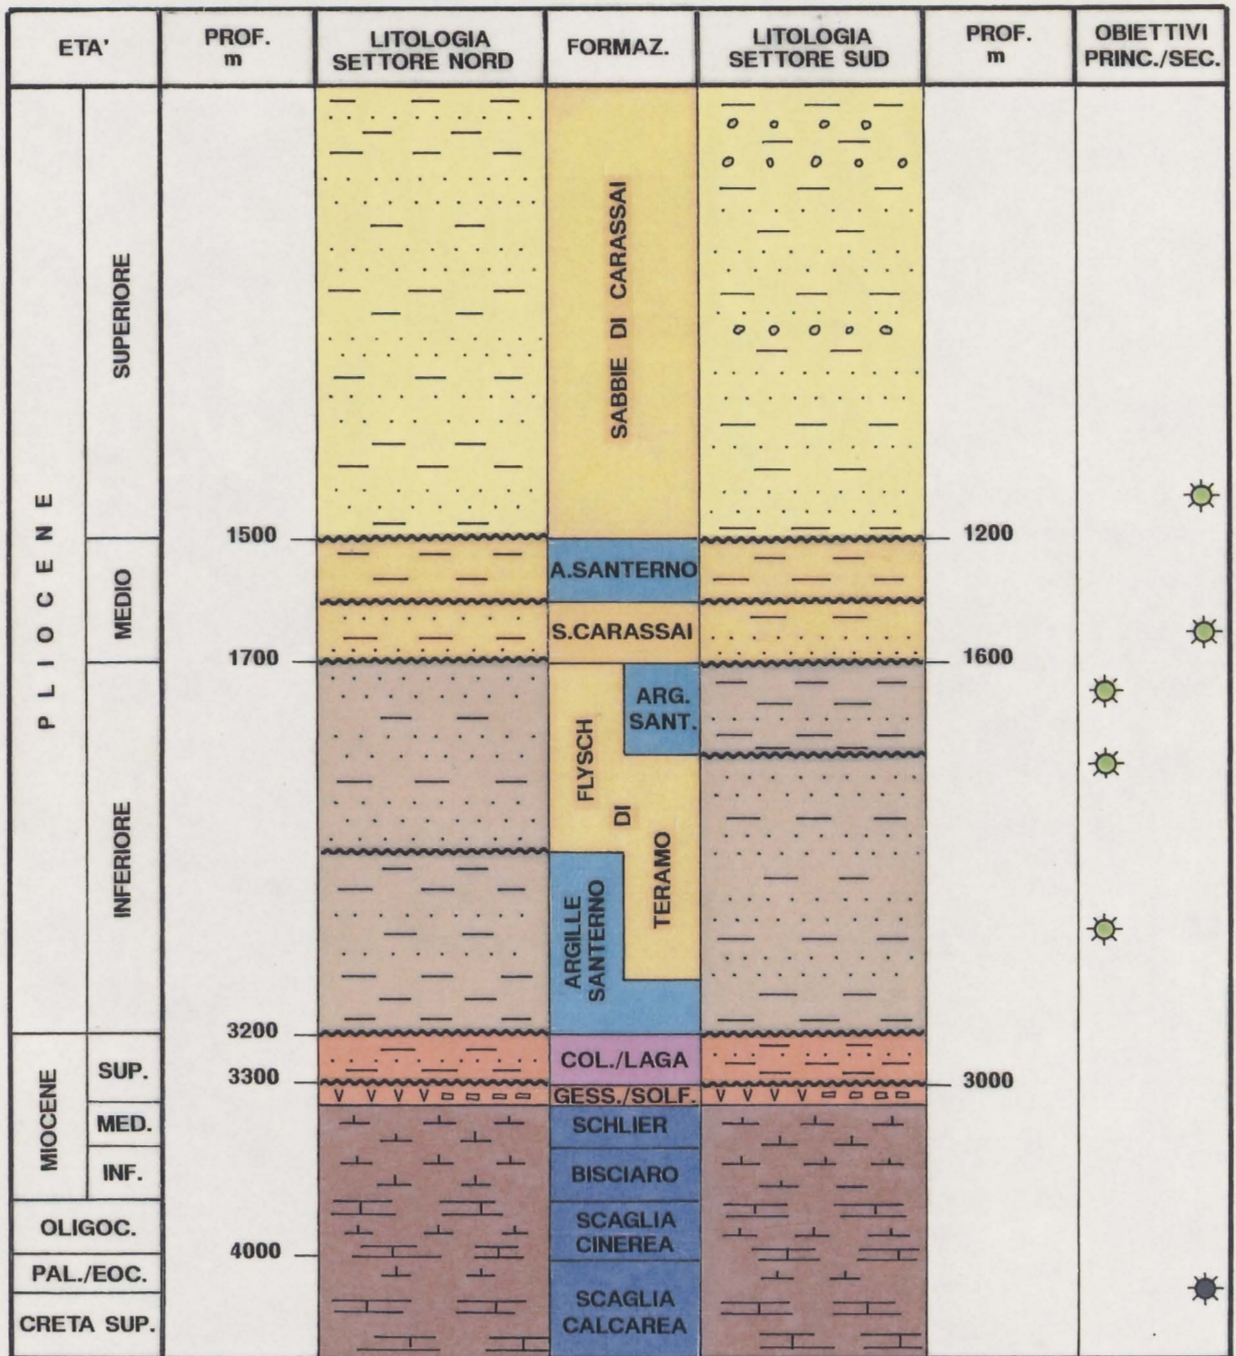 ETA'
PROF.
m
LITOLOGIA
SETTORE NORD
FORMAZ.
LITOLOGIA
SETTORE SUD
PROF.
m
OBIETTIVI
PRINC./SEC.
PLIOCENE
SUPERIORE
SABBIE DI CARASSAI
1500
1200
MEDIO
A.SANTERNO
S.CARASSAI
1700
1600
INFERIORE
FLYSCH
DI
TERAMO
ARG.
SANT.
ARGILLE
SANTERNO
3200
MIOCENE
SUP.
COL./LAGA
3300
3000
GESS./SOLF.
MED.
SCHLIER
INF.
BISCIARO
OLIGOC.
SCAGLIA
CINEREA
4000
PAL./EOC.
CRETA SUP.
SCAGLIA
CALCAREA